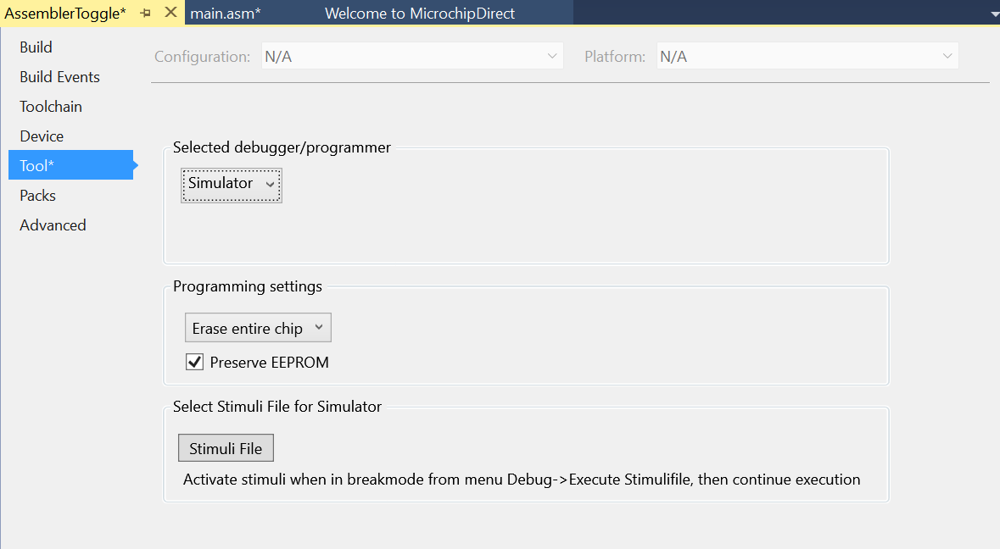 AssemblerToggle* main.asm* Welcome to MicrochipDirect
Build
Build Events
Toolchain
Device
Tool*
Packs
Advanced
Configuration: N/A Platform: N/A
Selected debugger/programmer
Simulator
Programming settings
Erase entire chip
Preserve EEPROM
Select Stimuli File for Simulator
Stimuli File
Activate stimuli when in breakmode from menu Debug->Execute Stimulifile, then continue execution